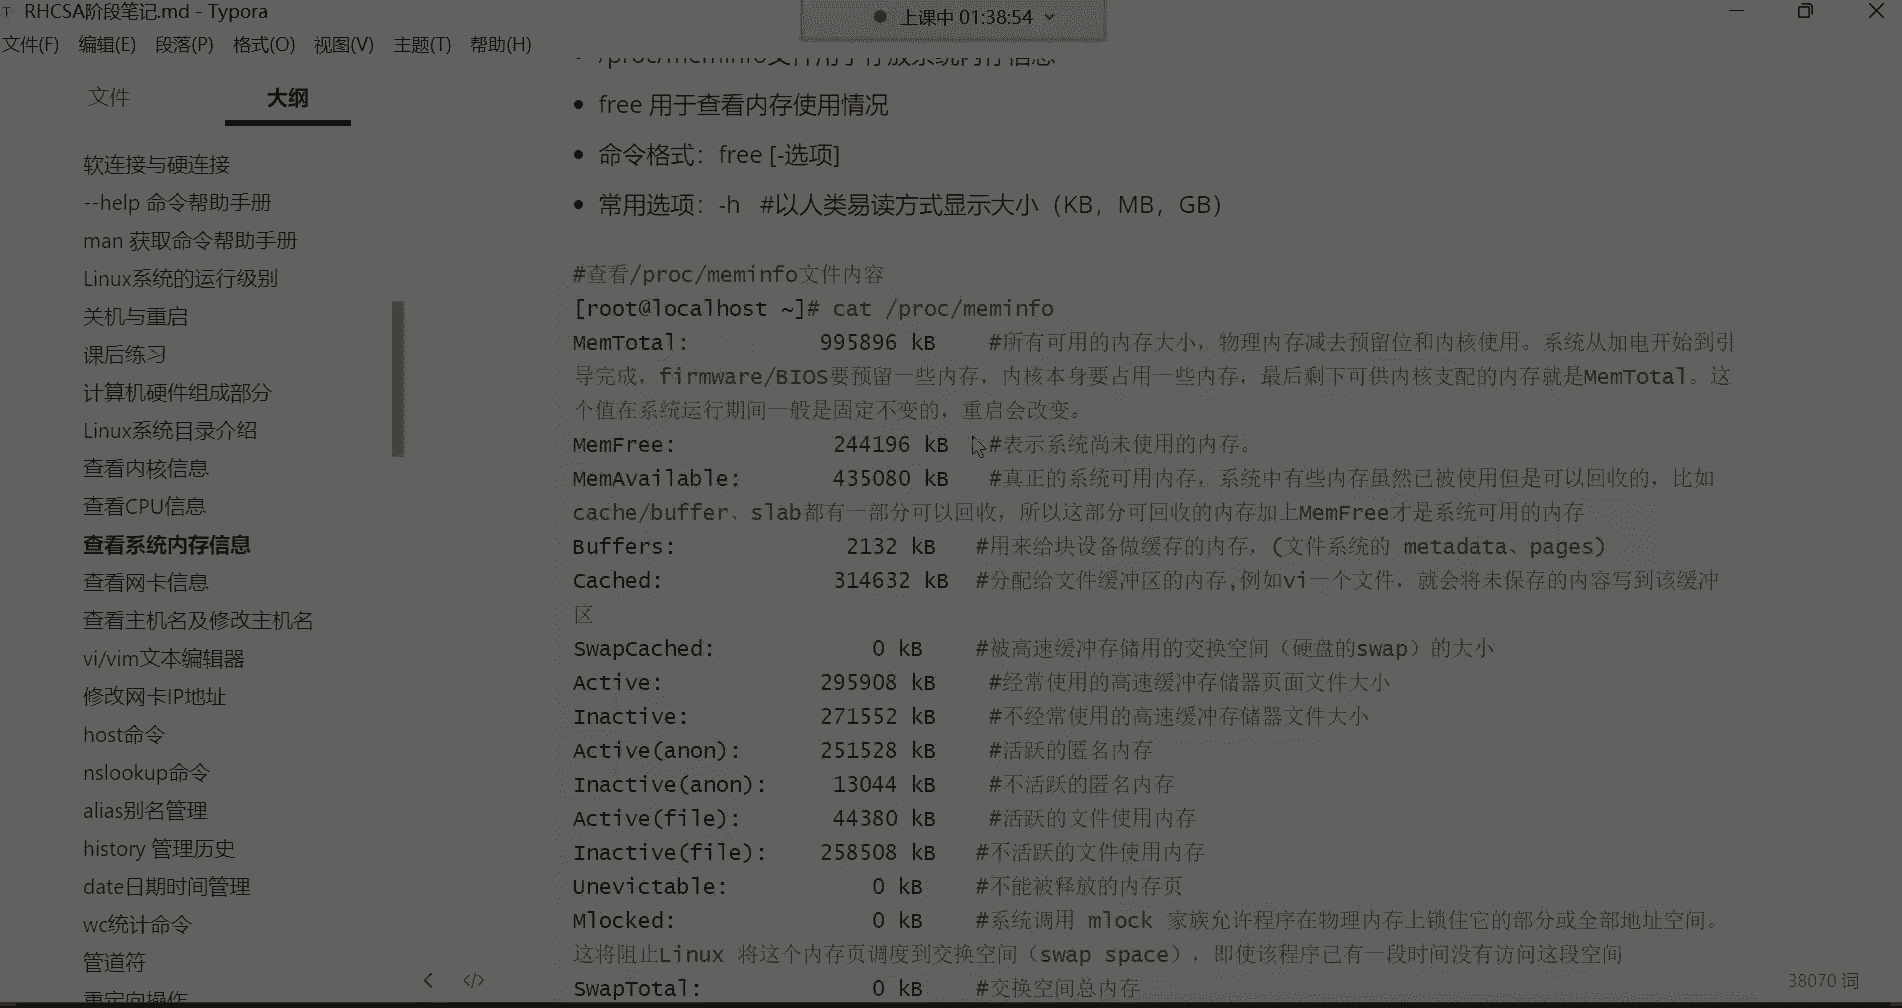 RHCSA阶段笔记.md - Typora
上课中 01:38:54
文件(F) 编辑(E) 段落(P) 格式(O) 视图(V) 主题(T) 帮助(H)
文件 大纲
软连接与硬连接
--help 命令帮助手册
man 获取命令帮助手册
Linux系统的运行级别
关机与重启
课后练习
计算机硬件组成部分
Linux系统目录介绍
查看内核信息
查看CPU信息
查看系统内存信息
查看网卡信息
查看主机名及修改主机名
vi/vim文本编辑器
修改网卡IP地址
host命令
nslookup命令
alias别名管理
history 管理历史
date日期时间管理
wc统计命令
管道符
重定向操作
/proc/meminfo文件用于存放系统内存信息
free 用于查看内存使用情况
命令格式：free [-选项]
常用选项：-h #以人类易读方式显示大小（KB，MB，GB）
#查看/proc/meminfo文件内容
[root@localhost ~]# cat /proc/meminfo
MemTotal: 995896 kB #所有可用的内存大小，物理内存减去预留位和内核使用。系统从加电开始到引
导完成，firmware/BIOS要预留一些内存，内核本身要占用一些内存，最后剩下可供内核支配的内存就是MemTotal。这
个值在系统运行期间一般是固定不变的，重启会改变。
MemFree: 244196 kB #表示系统尚未使用的内存。
MemAvailable: 435080 kB #真正的系统可用内存，系统中有些内存虽然已被使用但是可以回收的，比如
cache/buffer、slab都有一部分可以回收，所以这部分可回收的内存加上MemFree才是系统可用的内存
Buffers: 2132 kB #用来给块设备做缓存的内存，(文件系统的 metadata、pages)
Cached: 314632 kB #分配给文件缓冲区的内存,例如vi一个文件，就会将未保存的内容写到该缓冲
区
SwapCached: 0 kB #被高速缓冲存储用的交换空间（硬盘的swap）的大小
Active: 295908 kB #经常使用的高速缓冲存储器页面文件大小
Inactive: 271552 kB #不经常使用的高速缓冲存储器文件大小
Active(anon): 251528 kB #活跃的匿名内存
Inactive(anon): 13044 kB #不活跃的匿名内存
Active(file): 44380 kB #活跃的文件使用内存
Inactive(file): 258508 kB #不活跃的文件使用内存
Unevictable: 0 kB #不能被释放的内存页
Mlocked: 0 kB #系统调用 mlock 家族允许程序在物理内存上锁住它的部分或全部地址空间。
这将阻止Linux 将这个内存页调度到交换空间（swap space），即使该程序已有一段时间没有访问这段空间
SwapTotal: 0 kB #交换空间总内存
38070 词